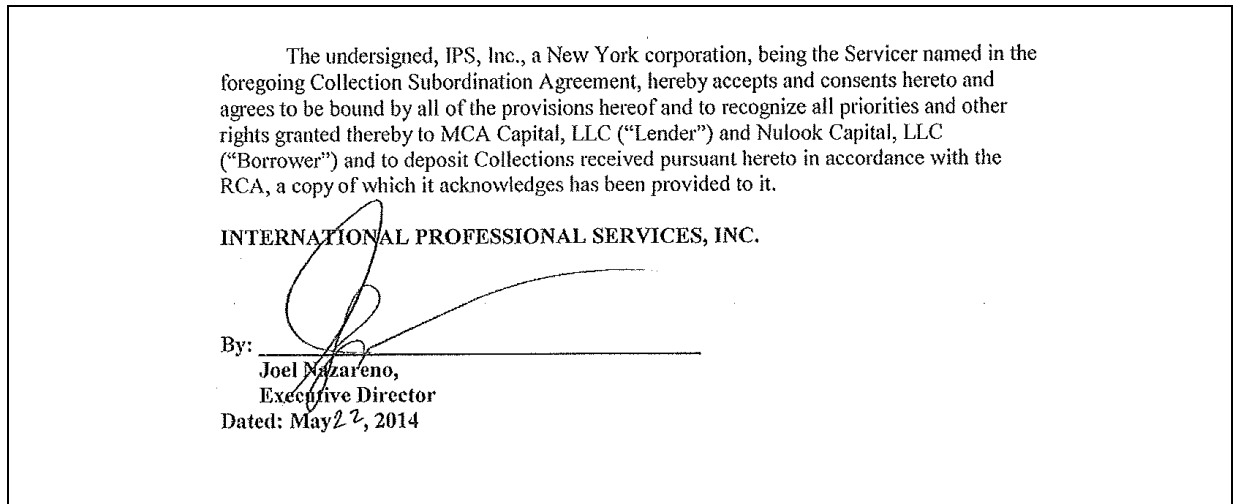 The undersigned, IPS, Inc., a New York corporation, being the Servicer named in the
foregoing Collection Subordination Agreement, hereby accepts and consents hereto and
agrees to be bound by all of the provisions hereof and to recognize all priorities and other
rights granted thereby to MCA Capital, LLC (“Lender”) and Nulook Capital, LLC
(“Borrower”) and to deposit Collections received pursuant hereto in accordance with the
RCA, a copy of which it acknowledges has been provided to it.
INTERNATIONAL PROFESSIONAL SERVICES, INC.
By:
Joel Nazareno,
Executive Director
Dated: May 22, 2014